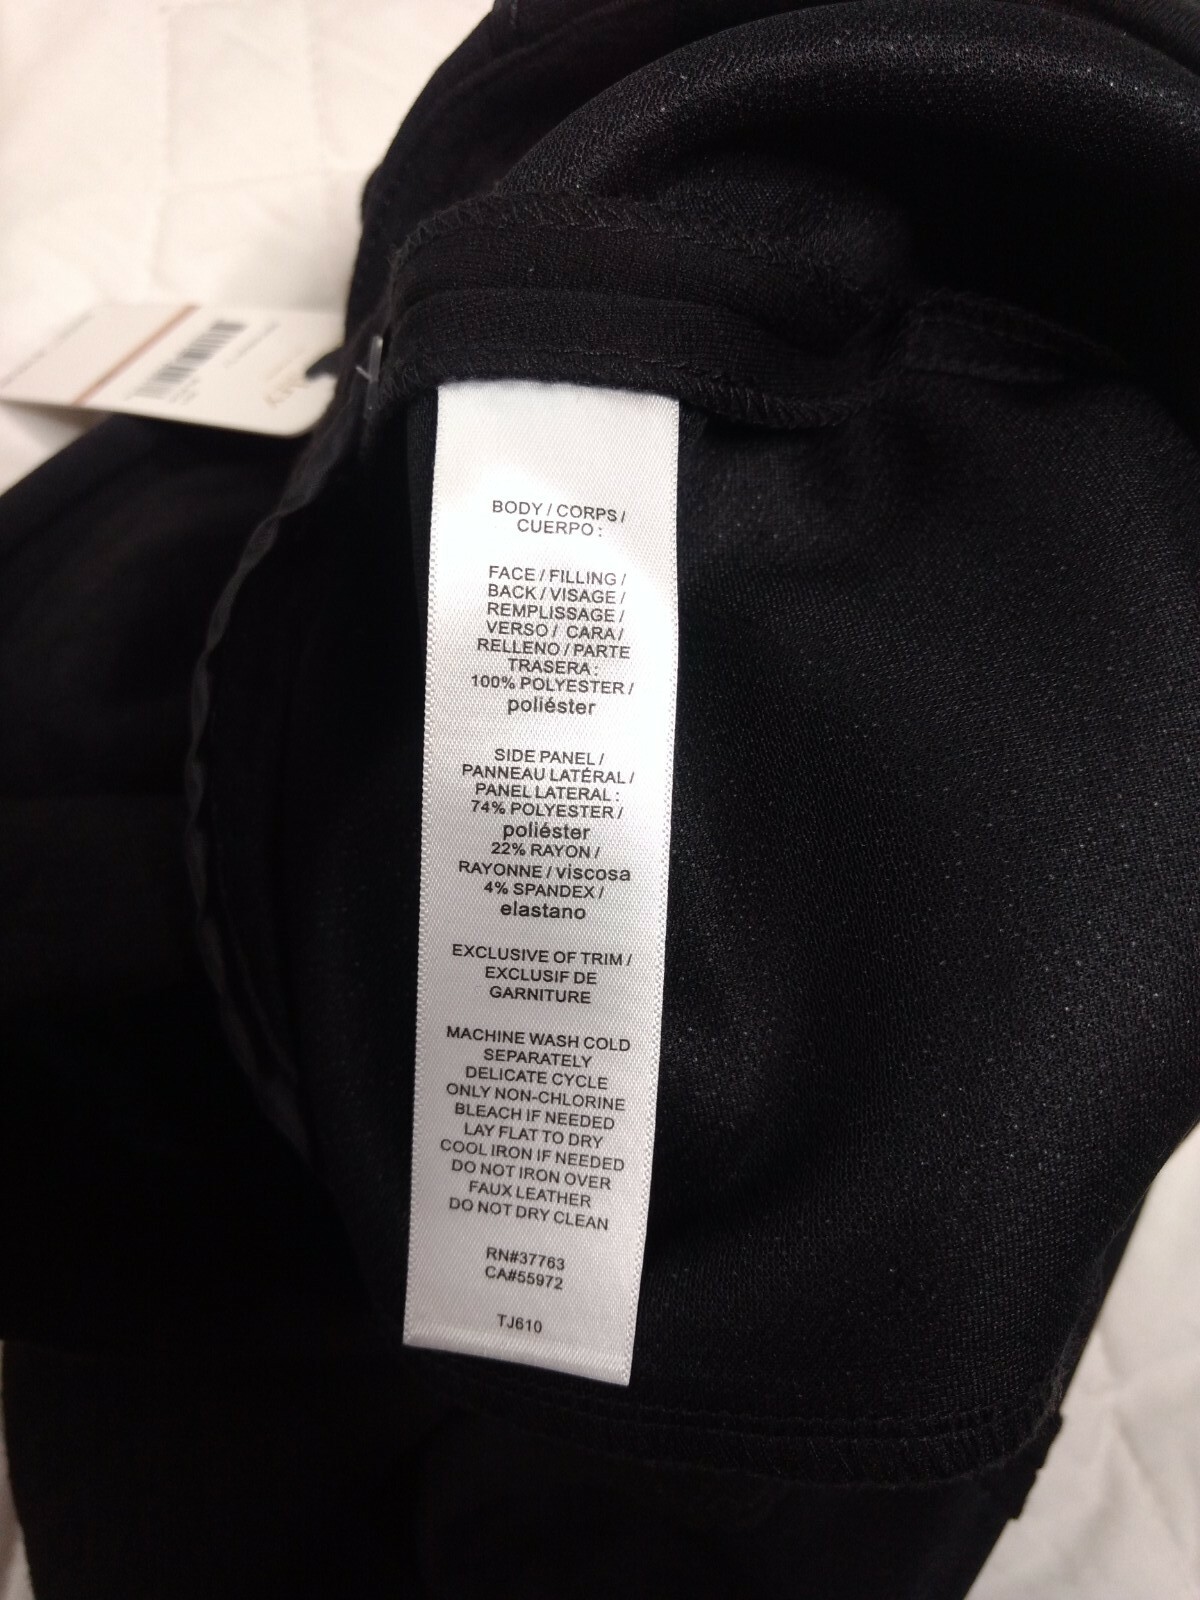 BODY / CORPS /
CUERPO :
FACE / FILLING /
BACK / VISAGE /
REMPLISSAGE /
VERSO / CARA /
RELLENO / PARTE
TRASERA :
100% POLYESTER /
poliéster
SIDE PANEL /
PANNEAU LATÉRAL /
PANEL LATERAL :
74% POLYESTER /
poliéster
22% RAYON /
RAYONNE / viscosa
4% SPANDEX /
elastano
EXCLUSIVE OF TRIM /
EXCLUSIF DE
GARNITURE
MACHINE WASH COLD
SEPARATELY
DELICATE CYCLE
ONLY NON-CHLORINE
BLEACH IF NEEDED
LAY FLAT TO DRY
COOL IRON IF NEEDED
DO NOT IRON OVER
FAUX LEATHER
DO NOT DRY CLEAN
RN#37763
CA#55972
TJ610